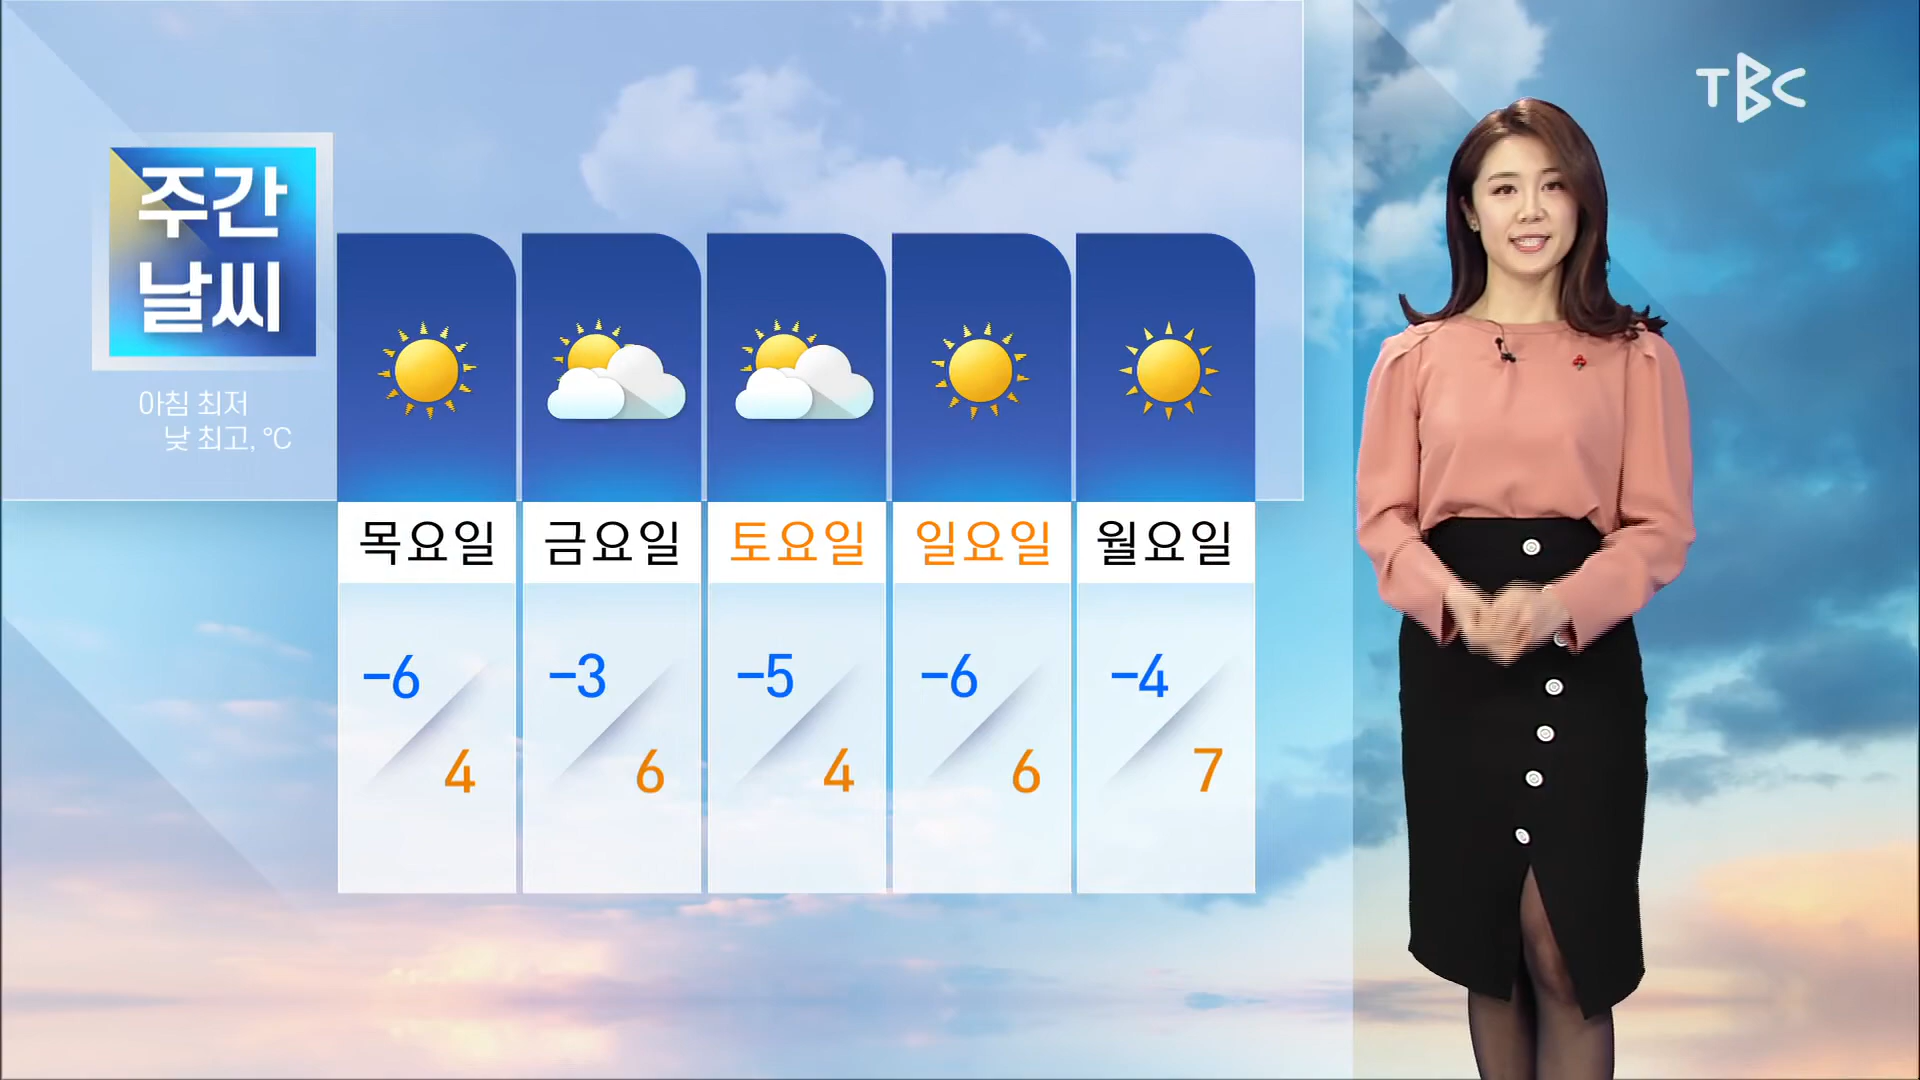 TBC
주간
날씨
아침 최저
낮 최고, °C
목요일 금요일 토요일 일요일 월요일
-6 -3 -5 -6 -4
4 6 4 6 7